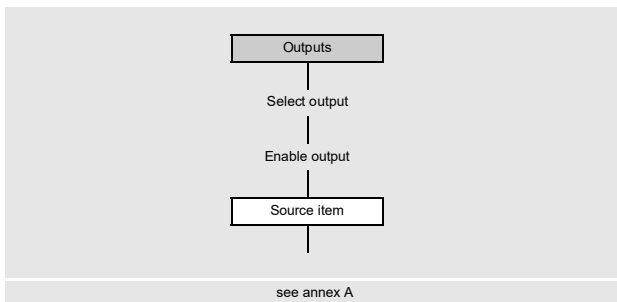 Outputs
Select output
Enable output
Source item
see annex A